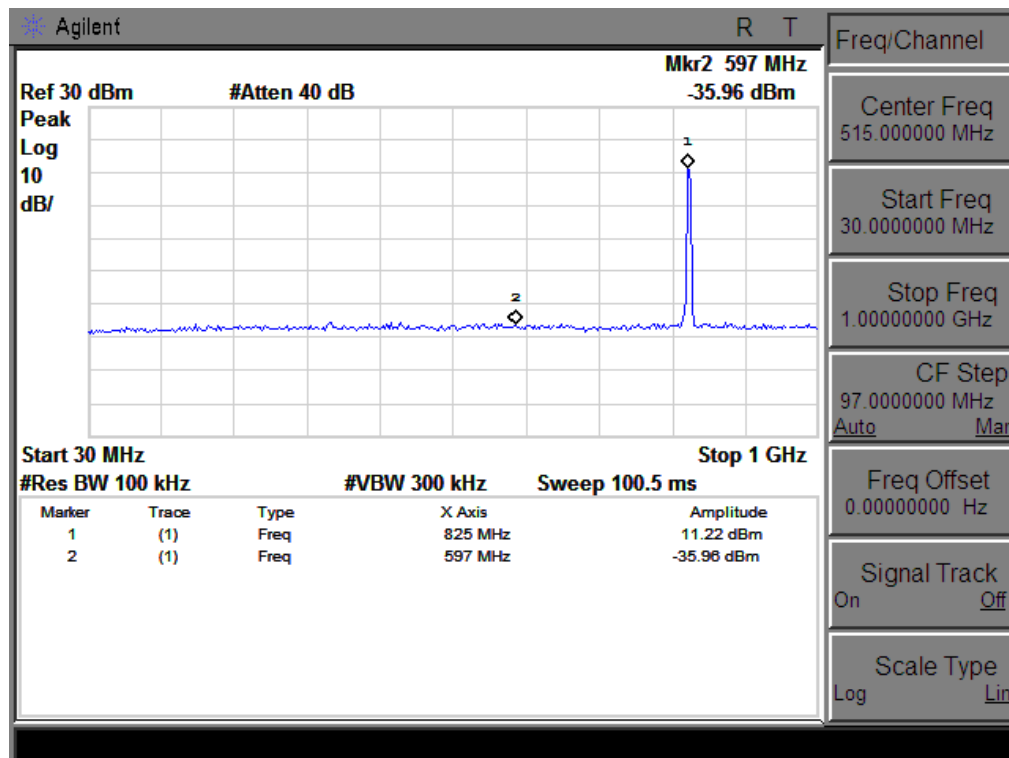 Agilent R T
Mkr2 597 MHz
Ref 30 dBm #Atten 40 dB -35.96 dBm
Peak
Log
10
dB/
1
2
Start 30 MHz Stop 1 GHz
#Res BW 100 kHz #VBW 300 kHz Sweep 100.5 ms
Marker Trace Type X Axis Amplitude
1 (1) Freq 825 MHz 11.22 dBm
2 (1) Freq 597 MHz -35.96 dBm
Freq/Channel
Center Freq
515.000000 MHz
Start Freq
30.0000000 MHz
Stop Freq
1.00000000 GHz
CF Step
97.0000000 MHz
Auto Man
Freq Offset
0.00000000 Hz
Signal Track
On Off
Scale Type
Log Lin